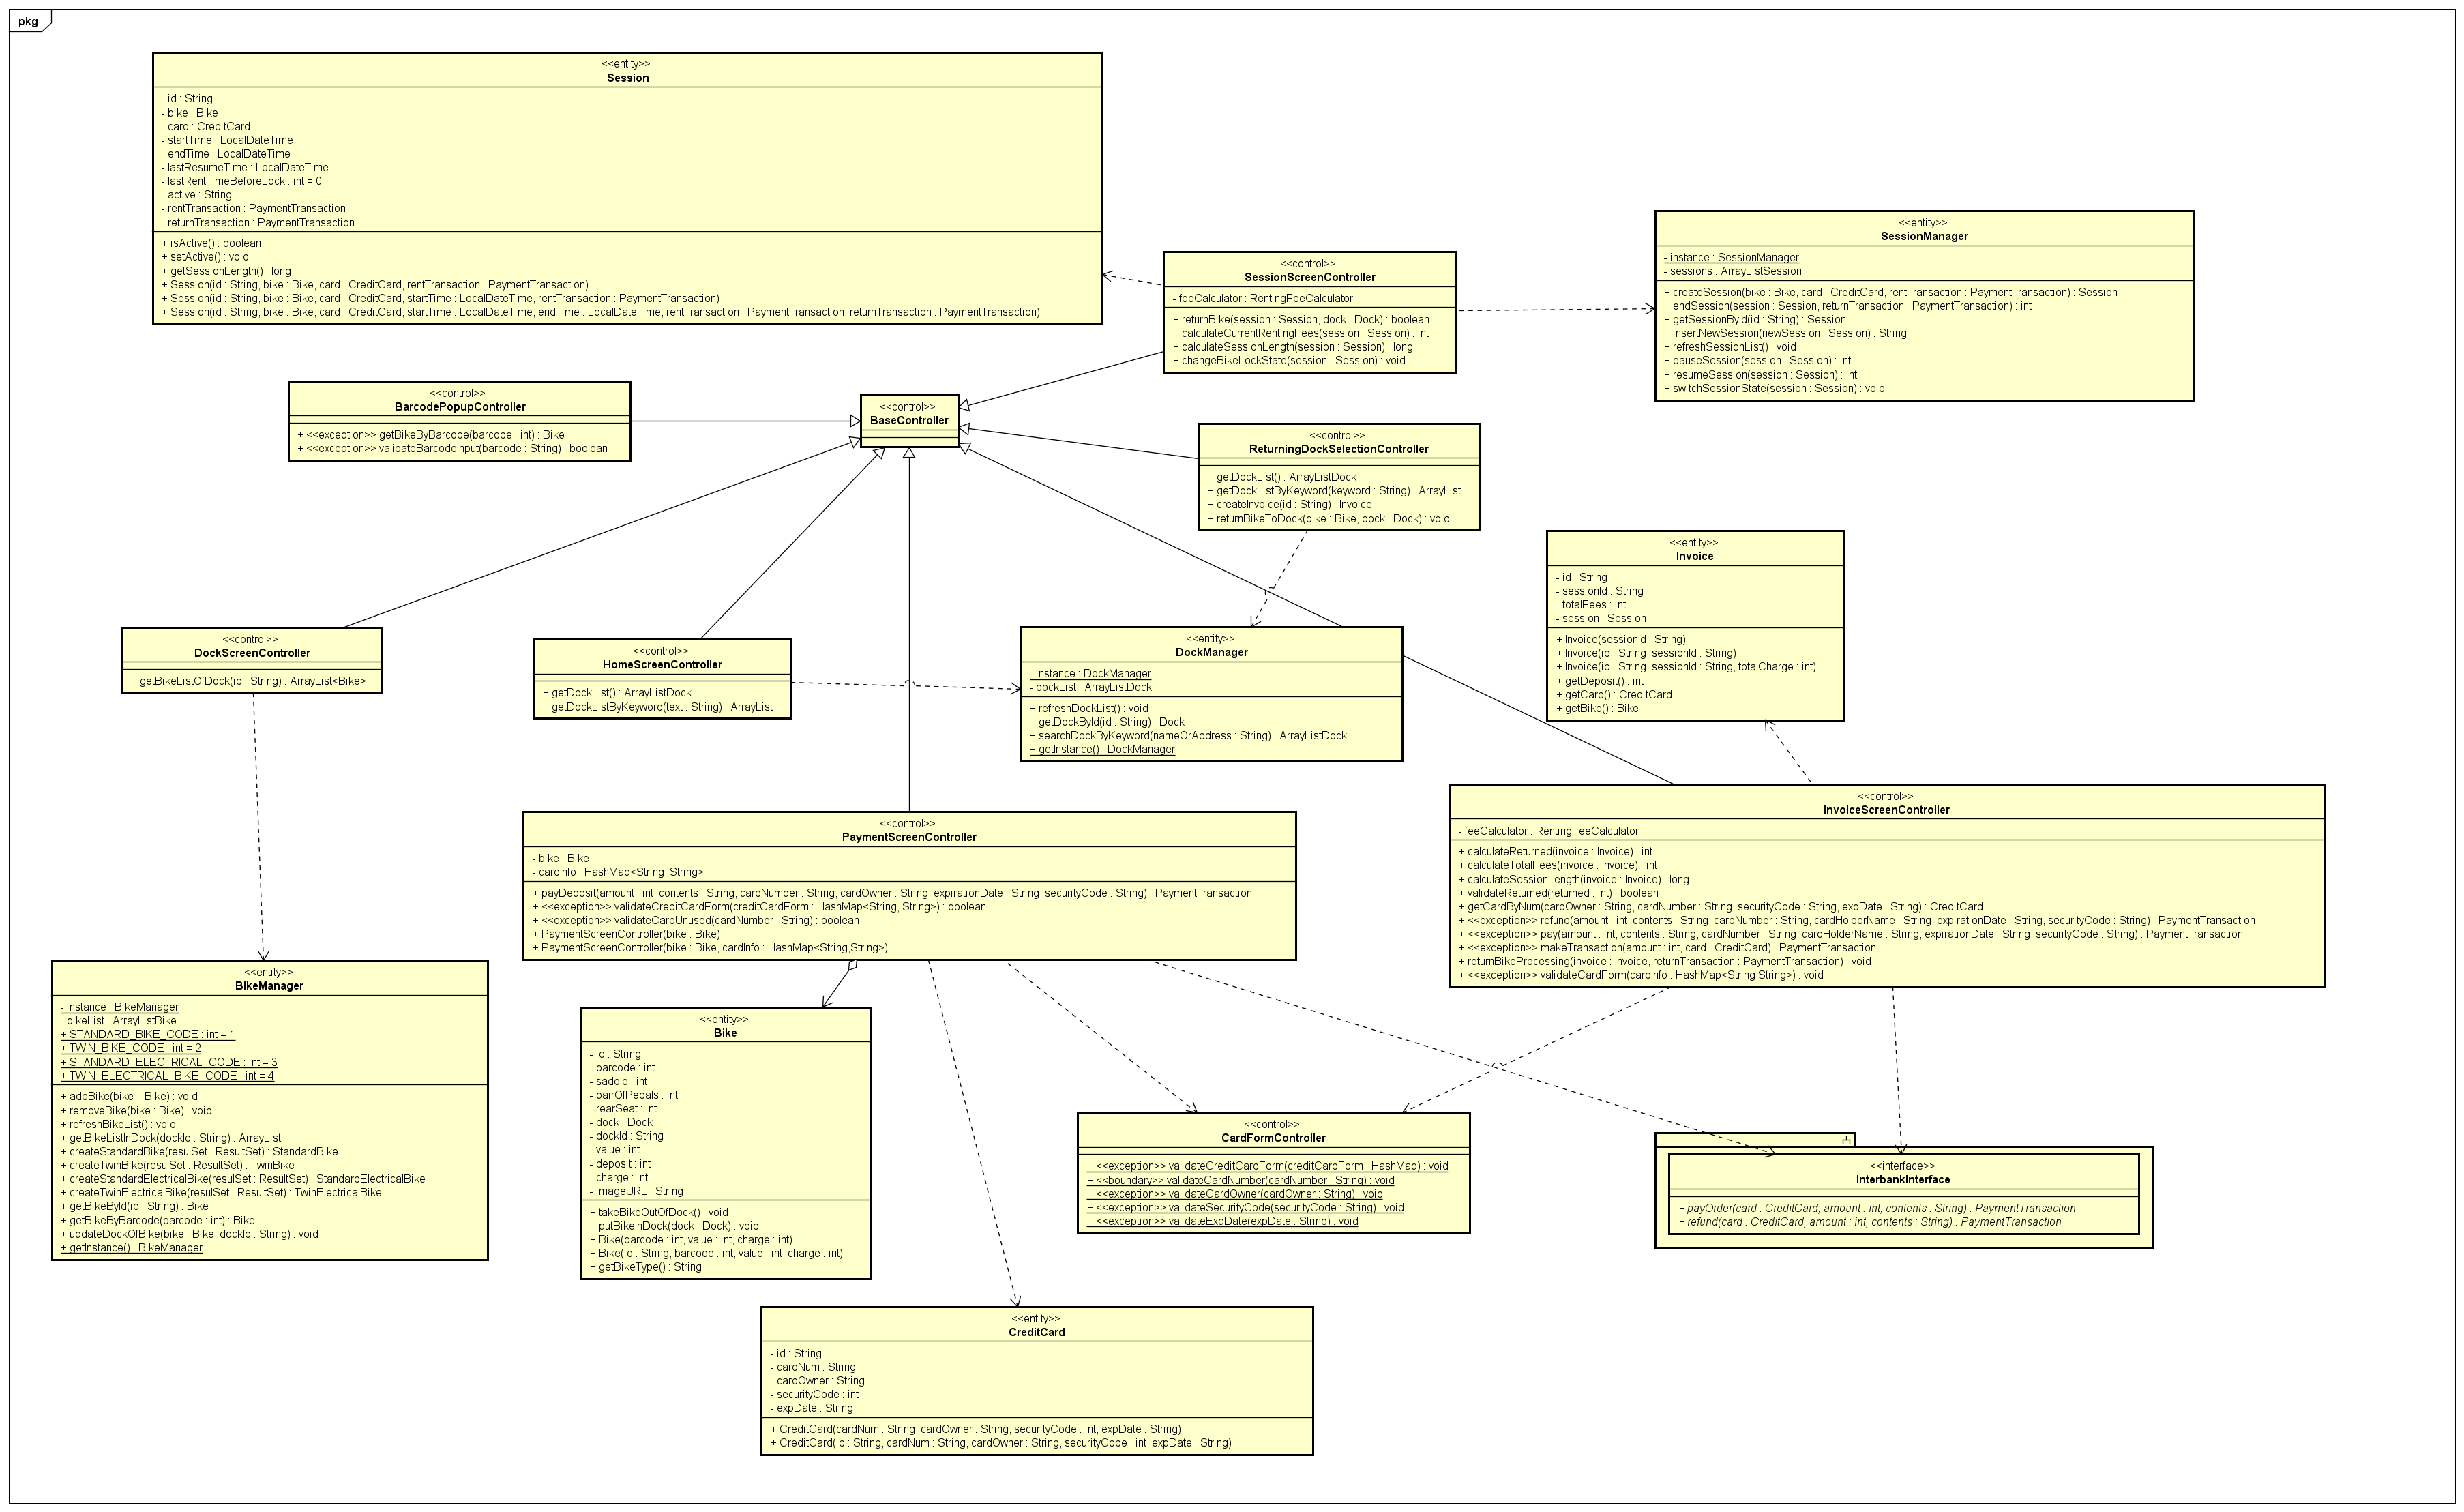 pkg
<<entity>>
Session
- id : String
- bike : Bike
- card : CreditCard
- startTime : LocalDateTime
- endTime : LocalDateTime
- lastResumeTime : LocalDateTime
- lastRentTimeBeforeLock : int = 0
- active : String
- rentTransaction : PaymentTransaction
- returnTransaction : PaymentTransaction
+ isActive() : boolean
+ setActive() : void
+ getSessionLength() : long
+ Session(id : String, bike : Bike, card : CreditCard, rentTransaction : PaymentTransaction)
+ Session(id : String, bike : Bike, card : CreditCard, startTime : LocalDateTime, rentTransaction : PaymentTransaction)
+ Session(id : String, bike : Bike, card : CreditCard, startTime : LocalDateTime, endTime : LocalDateTime, rentTransaction : PaymentTransaction, returnTransaction : PaymentTransaction)
<<entity>>
SessionManager
- instance : SessionManager
- sessions : ArrayListSession
+ createSession(bike : Bike, card : CreditCard, rentTransaction : PaymentTransaction) : Session
+ endSession(session : Session, returnTransaction : PaymentTransaction) : int
+ getSessionById(id : String) : Session
+ insertNewSession(newSession : Session) : String
+ refreshSessionList() : void
+ pauseSession(session : Session) : int
+ resumeSession(session : Session) : int
+ switchSessionState(session : Session) : void
<<control>>
SessionScreenController
- feeCalculator : RentingFeeCalculator
+ returnBike(session : Session, dock : Dock) : boolean
+ calculateCurrentRentingFees(session : Session) : int
+ calculateSessionLength(session : Session) : long
+ changeBikeLockState(session : Session) : void
<<control>>
BarcodePopupController
+ <<exception>> getBikeByBarcode(barcode : int) : Bike
+ <<exception>> validateBarcodeInput(barcode : String) : boolean
<<control>>
BaseController
<<control>>
ReturningDockSelectionController
+ getDockList() : ArrayListDock
+ getDockListByKeyword(keyword : String) : ArrayList
+ createInvoice(id : String) : Invoice
+ returnBikeToDock(bike : Bike, dock : Dock) : void
<<entity>>
Invoice
- id : String
- sessionId : String
- totalFees : int
- session : Session
+ Invoice(sessionId : String)
+ Invoice(id : String, sessionId : String)
+ Invoice(id : String, sessionId : String, totalCharge : int)
+ getDeposit() : int
+ getCard() : CreditCard
+ getBike() : Bike
<<control>>
DockScreenController
+ getBikeListOfDock(id : String) : ArrayList<Bike>
<<control>>
HomeScreenController
+ getDockList() : ArrayListDock
+ getDockListByKeyword(text : String) : ArrayList
<<entity>>
DockManager
- instance : DockManager
- dockList : ArrayListDock
+ refreshDockList() : void
+ getDockById(id : String) : Dock
+ searchDockByKeyword(nameOrAddress : String) : ArrayListDock
+ getInstance() : DockManager
<<control>>
PaymentScreenController
- bike : Bike
- cardInfo : HashMap<String, String>
+ payDeposit(amount : int, contents : String, cardNumber : String, cardOwner : String, expirationDate : String, securityCode : String) : PaymentTransaction
+ <<exception>> validateCreditCardForm(creditCardForm : HashMap<String, String>) : boolean
+ <<exception>> validateCardUnused(cardNumber : String) : boolean
+ PaymentScreenController(bike : Bike)
+ PaymentScreenController(bike : Bike, cardInfo : HashMap<String,String>)
<<control>>
InvoiceScreenController
- feeCalculator : RentingFeeCalculator
+ calculateReturned(invoice : Invoice) : int
+ calculateTotalFees(invoice : Invoice) : int
+ calculateSessionLength(invoice : Invoice) : long
+ validateReturned(returned : int) : boolean
+ getCardByNum(cardOwner : String, cardNumber : String, securityCode : String, expDate : String) : CreditCard
+ <<exception>> refund(amount : int, contents : String, cardNumber : String, cardHolderName : String, expirationDate : String, securityCode : String) : PaymentTransaction
+ <<exception>> pay(amount : int, contents : String, cardNumber : String, cardHolderName : String, expirationDate : String, securityCode : String) : PaymentTransaction
+ <<exception>> makeTransaction(amount : int, card : CreditCard) : PaymentTransaction
+ returnBikeProcessing(invoice : Invoice, returnTransaction : PaymentTransaction) : void
+ <<exception>> validateCardForm(cardInfo : HashMap<String,String>) : void
<<entity>>
BikeManager
- instance : BikeManager
- bikeList : ArrayListBike
+ STANDARD_BIKE_CODE : int = 1
+ TWIN_BIKE_CODE : int = 2
+ STANDARD_ELECTRICAL_CODE : int = 3
+ TWIN_ELECTRICAL_BIKE_CODE : int = 4
+ addBike(bike  : Bike) : void
+ removeBike(bike : Bike) : void
+ refreshBikeList() : void
+ getBikeListInDock(dockId : String) : ArrayList
+ createStandardBike(resulSet : ResultSet) : StandardBike
+ createTwinBike(resulSet : ResultSet) : TwinBike
+ createStandardElectricalBike(resulSet : ResultSet) : StandardElectricalBike
+ createTwinElectricalBike(resulSet : ResultSet) : TwinElectricalBike
+ getBikeById(id : String) : Bike
+ getBikeByBarcode(barcode : int) : Bike
+ updateDockOfBike(bike : Bike, dockId : String) : void
+ getInstance() : BikeManager
<<entity>>
Bike
- id : String
- barcode : int
- saddle : int
- pairOfPedals : int
- rearSeat : int
- dock : Dock
- dockId : String
- value : int
- deposit : int
- charge : int
- imageURL : String
+ takeBikeOutOfDock() : void
+ putBikeInDock(dock : Dock) : void
+ Bike(barcode : int, value : int, charge : int)
+ Bike(id : String, barcode : int, value : int, charge : int)
+ getBikeType() : String
<<control>>
CardFormController
+ <<exception>> validateCreditCardForm(creditCardForm : HashMap) : void
+ <<boundary>> validateCardNumber(cardNumber : String) : void
+ <<exception>> validateCardOwner(cardOwner : String) : void
+ <<exception>> validateSecurityCode(securityCode : String) : void
+ <<exception>> validateExpDate(expDate : String) : void
<<interface>>
InterbankInterface
+ payOrder(card : CreditCard, amount : int, contents : String) : PaymentTransaction
+ refund(card : CreditCard, amount : int, contents : String) : PaymentTransaction
<<entity>>
CreditCard
- id : String
- cardNum : String
- cardOwner : String
- securityCode : int
- expDate : String
+ CreditCard(cardNum : String, cardOwner : String, securityCode : int, expDate : String)
+ CreditCard(id : String, cardNum : String, cardOwner : String, securityCode : int, expDate : String)